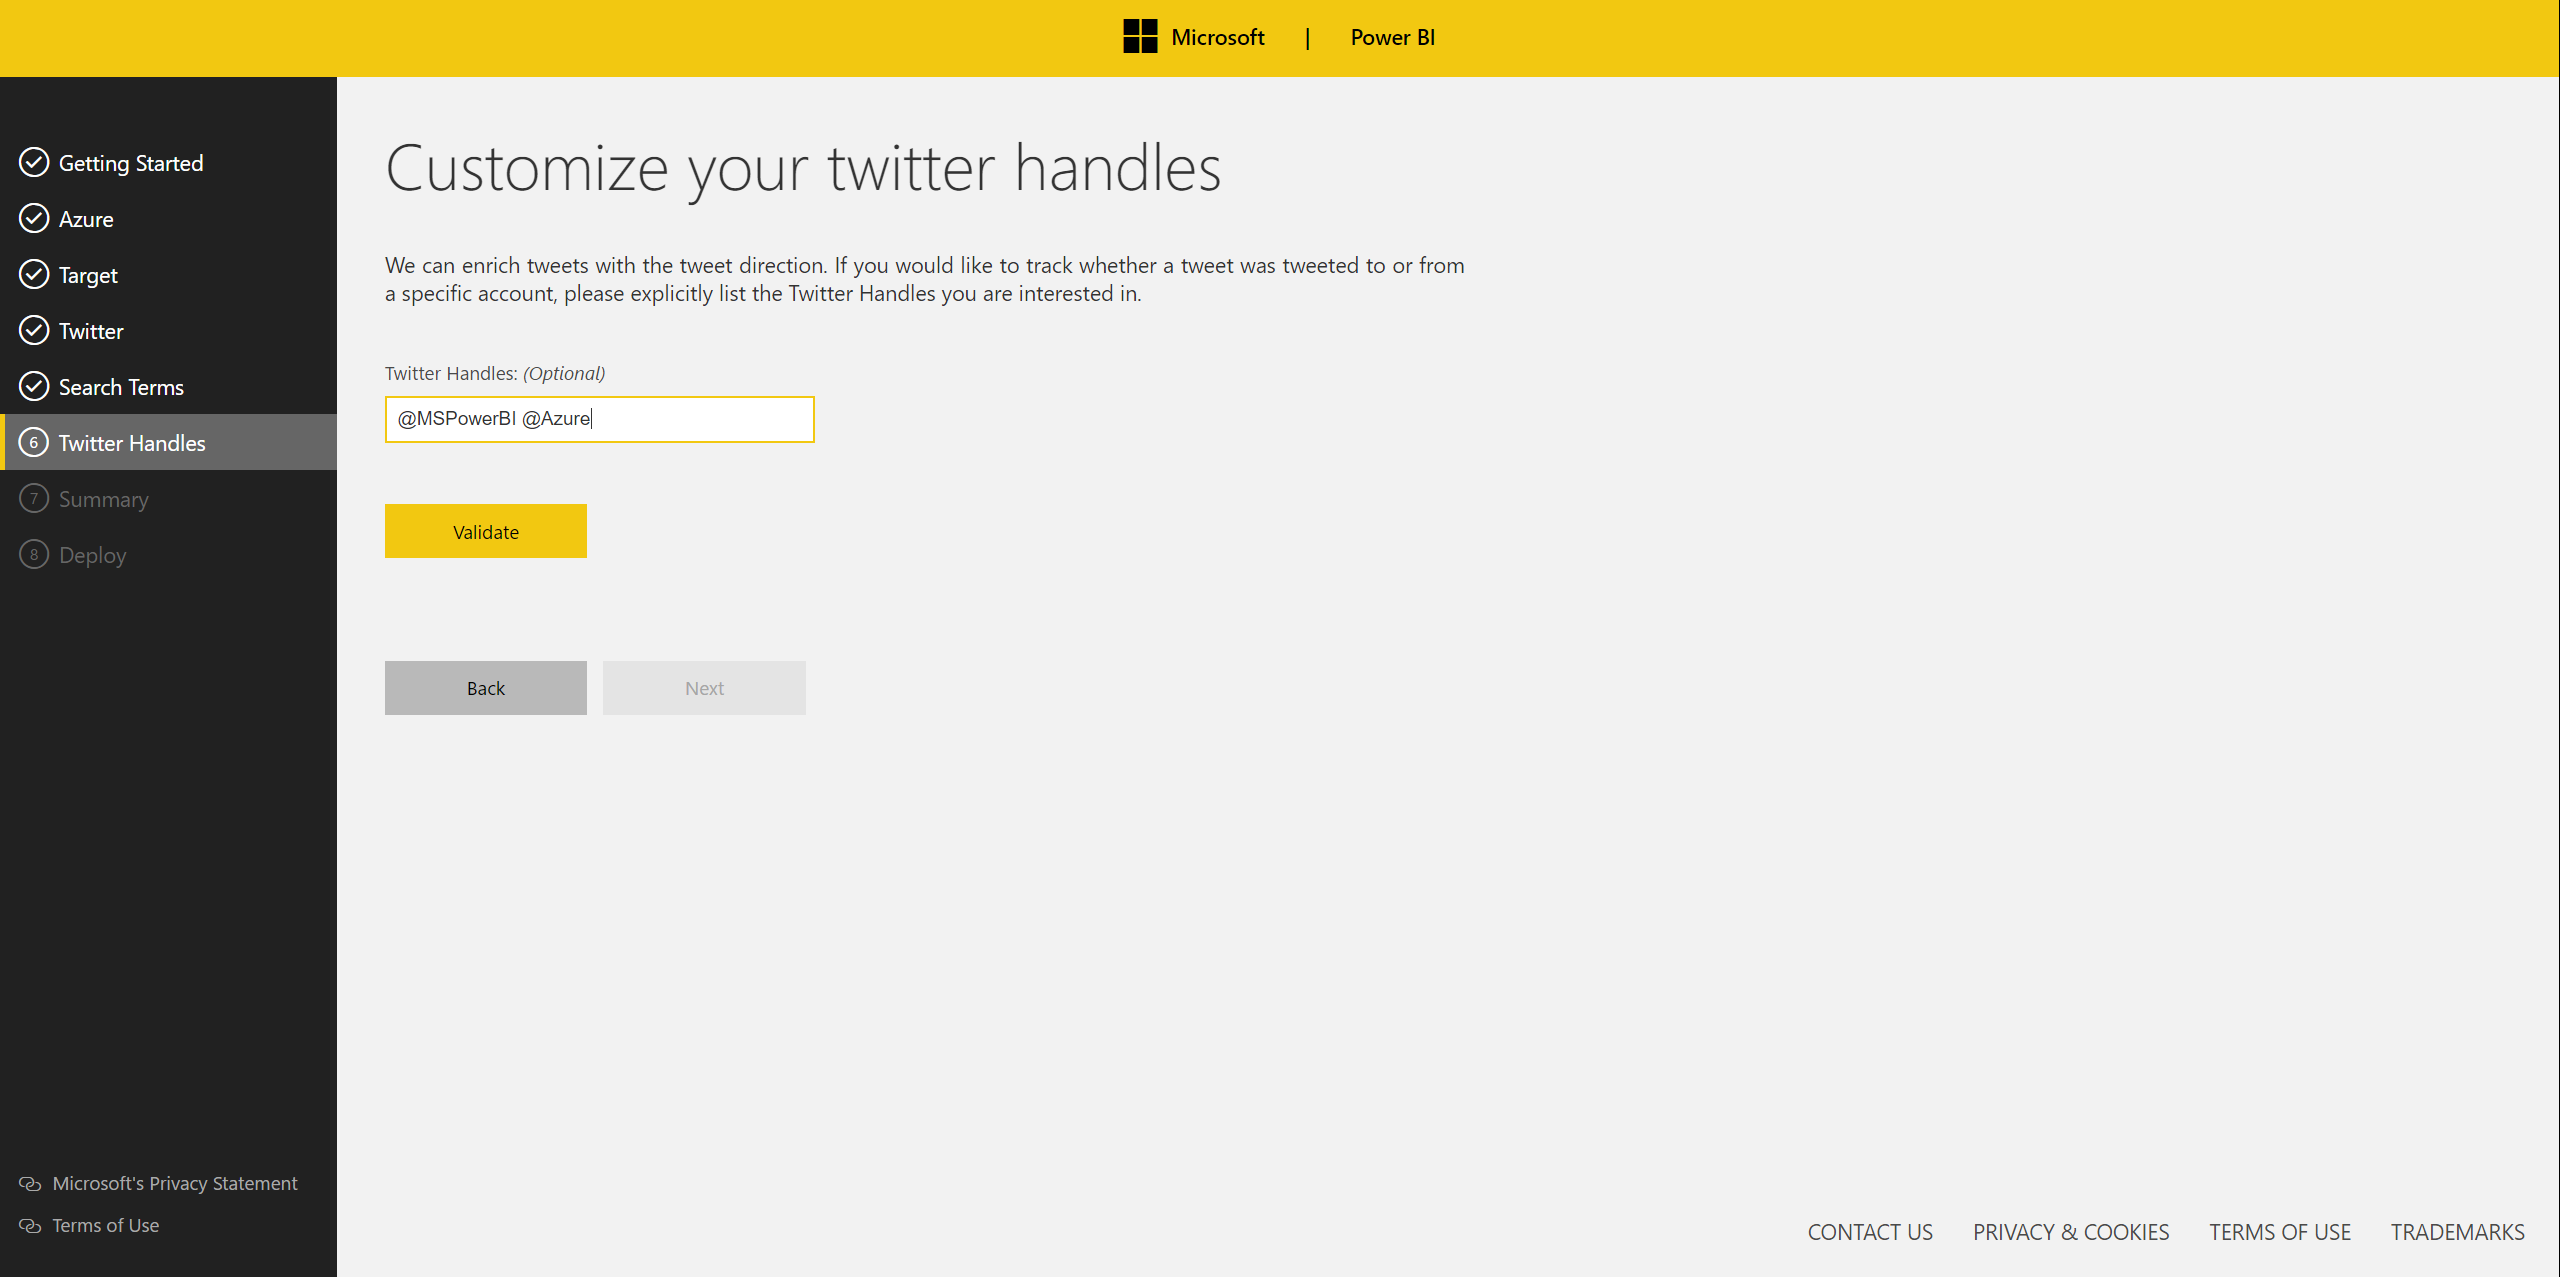 Microsoft | Power BI
Getting Started
Azure
Target
Twitter
Search Terms
6 Twitter Handles
7 Summary
8 Deploy
Microsoft's Privacy Statement
Terms of Use
Customize your twitter handles
We can enrich tweets with the tweet direction. If you would like to track whether a tweet was tweeted to or from
a specific account, please explicitly list the Twitter Handles you are interested in.
Twitter Handles: (Optional)
@MSPowerBI @Azure
Validate
Back Next
CONTACT US PRIVACY & COOKIES TERMS OF USE TRADEMARKS